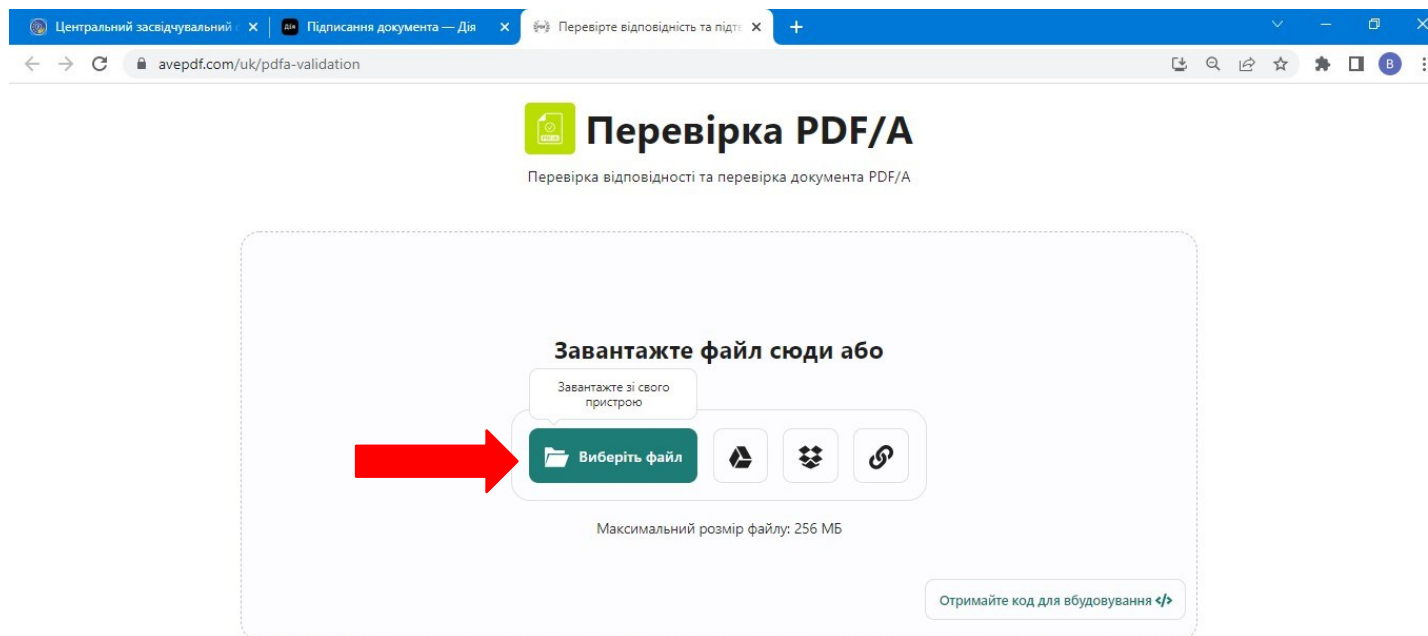 Центральний засвідчувальний Підписання документа — Дія Перевірте відповідність та підт
avepdf.com/uk/pdfa-validation B
Перевірка PDF/A
Перевірка відповідності та перевірка документа PDF/A
Завантажте файл сюди або
Завантажте зі свого
пристрою
Виберіть файл
Максимальний розмір файлу: 256 МБ
Отримайте код для вбудовування </>